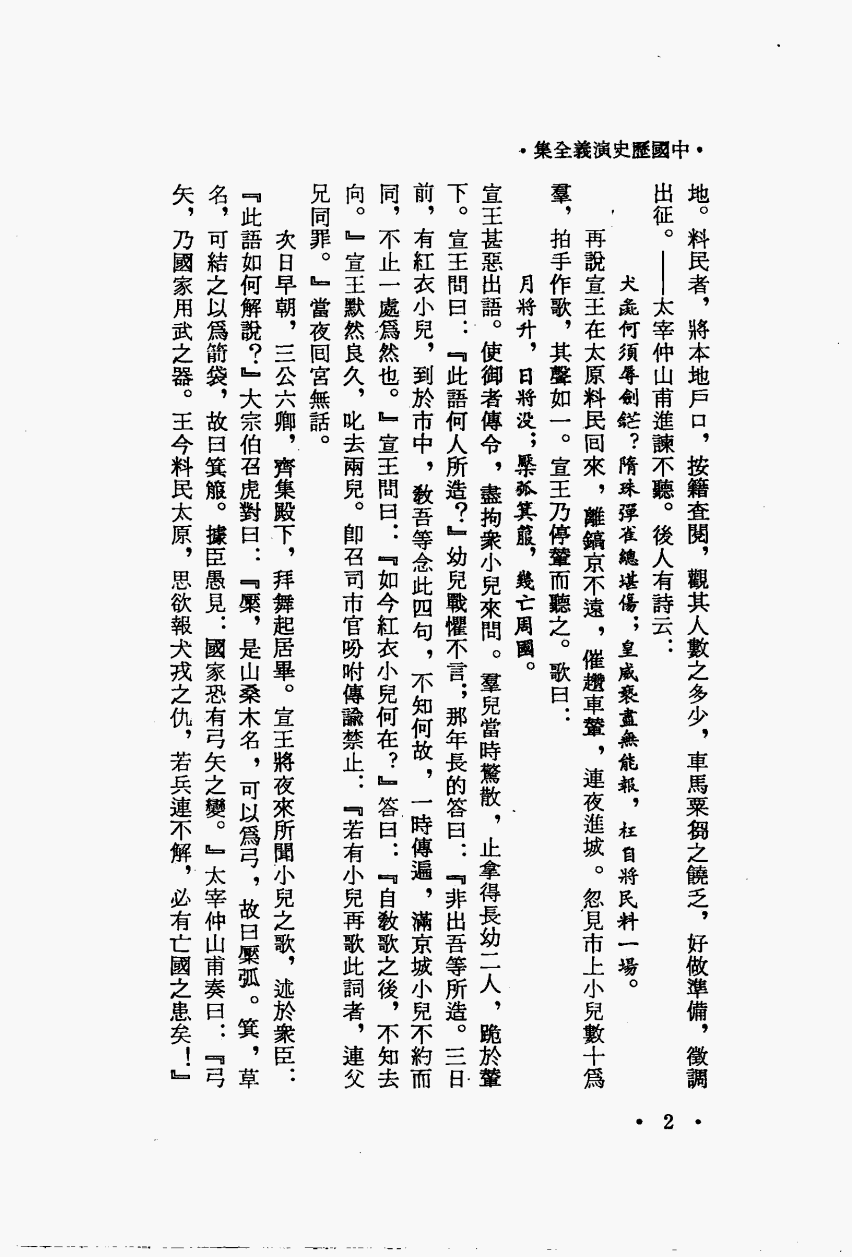 ・中國歷史演義全集・
地。料民者，將本地戶口，按籍查閱，觀其人數之多少，車馬粟芻之饒乏，好做準備，徵調
出征。——太宰仲山甫進諫不聽。後人有詩云：
犬彘何須辱劍鋩？隋珠彈雀總堪傷；皇威褻盡無能報，枉自將民料一場。
再說宣王在太原料民回來，離鎬京不遠，催趲車輦，連夜進城。忽見市上小兒數十為
羣，拍手作歌，其聲如一。宣王乃停輦而聽之。歌曰：
月將升，日將沒；檿弧箕箙，幾亡周國。
宣王甚惡出語。使御者傳令，盡拘衆小兒來問。羣兒當時驚散，止拿得長幼二人，跪於輦
下。宣王問曰：『此語何人所造？』幼兒戰懼不言；那年長的答曰：『非出吾等所造。三日
前，有紅衣小兒，到於市中，教吾等念此四句，不知何故，一時傳遍，滿京城小兒不約而
同，不止一處爲然也。』宣王問曰：『如今紅衣小兒何在？』答曰：『自教歌之後，不知去
向。』宣王默然良久，叱去兩兒。卽召司市官吩咐傳諭禁止：『若有小兒再歌此詞者，連父
兄同罪。』當夜回宮無話。
次日早朝，三公六卿，齊集殿下，拜舞起居畢。宣王將夜來所聞小兒之歌，述於衆臣：
『此語如何解說？』大宗伯召虎對曰：『檿，是山桑木名，可以爲弓，故曰檿弧。箕，草
名，可結之以爲箭袋，故曰箕箙。據臣愚見：國家恐有弓矢之變。』太宰仲山甫奏曰：『弓
矢，乃國家用武之器。王今料民太原，思欲報犬戎之仇，若兵連不解，必有亡國之患矣！』
・2・